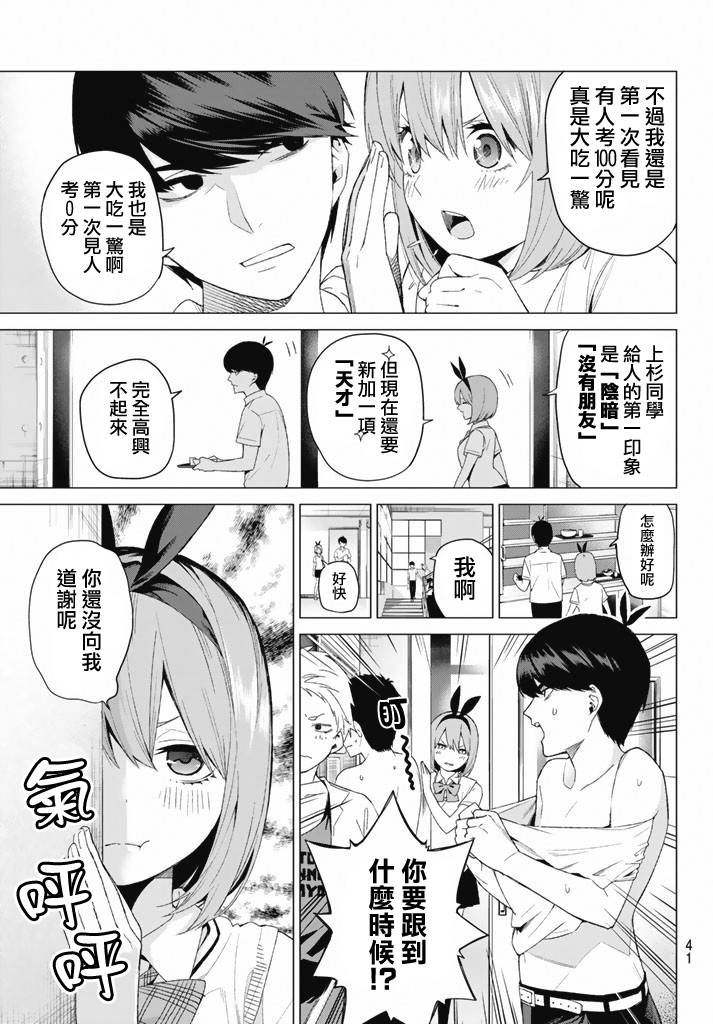 不過我還是
第一次看見
有人考100分呢
真是大吃一驚
我也是
大吃一驚啊
第一次見人
考0分
上杉同學
給人的第一印象
是「陰暗」
「沒有朋友」
但現在還要
新加一項
「天才」
完全高興
不起來
怎麼辦好呢
我啊
好快
你還沒向我
道謝呢
氣
呼
呼
你要跟到
什麼時候!?
41